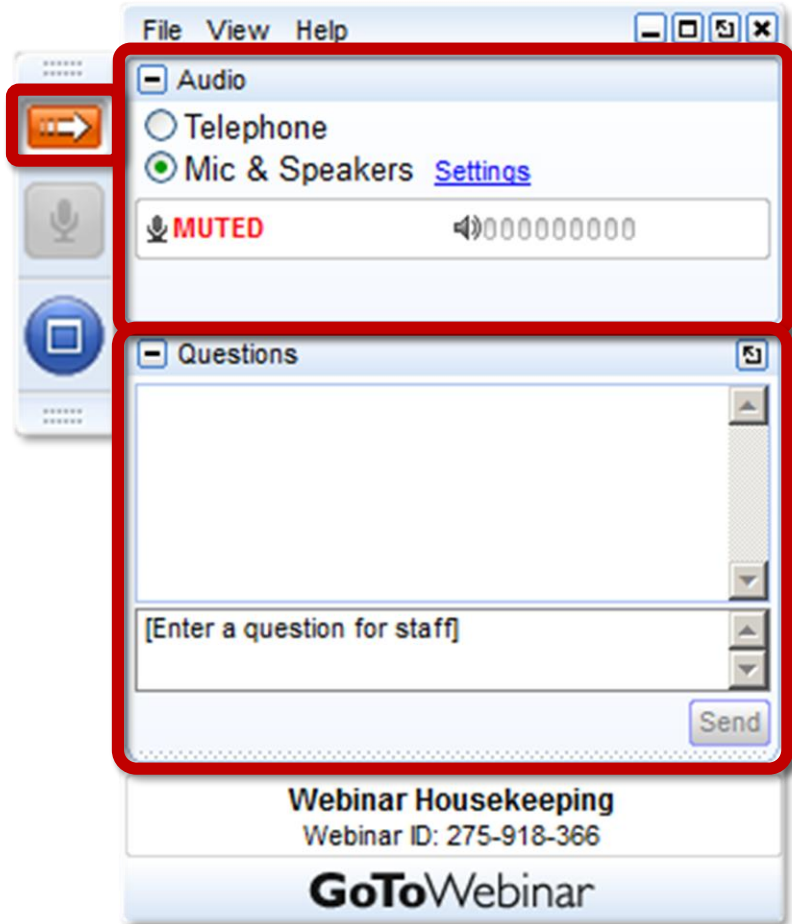 File View Help
Audio
Telephone
Mic & Speakers Settings
MUTED
Questions
[Enter a question for staff]
Send
Webinar Housekeeping
Webinar ID: 275-918-366
GoToWebinar